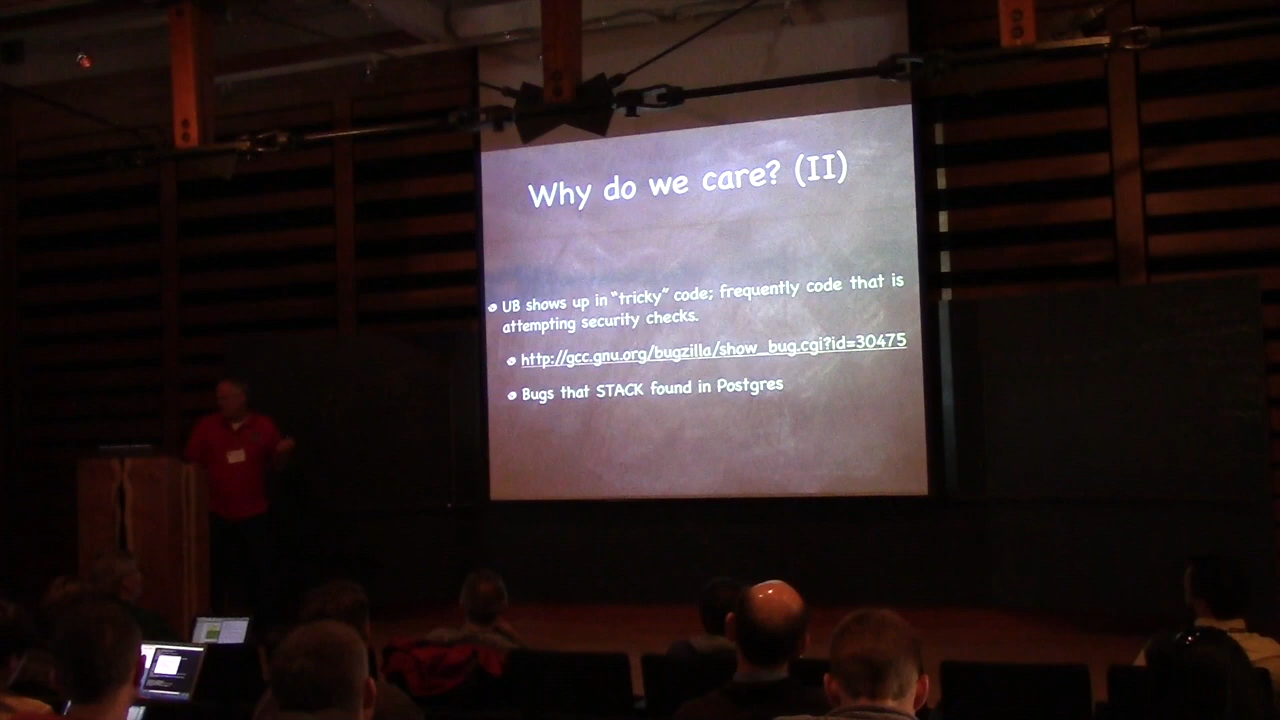 Why do we care? (II)
UB shows up in "tricky" code; frequently code that is
attempting security checks.
http://gcc.gnu.org/bugzilla/show_bug.cgi?id=30475
Bugs that STACK found in Postgres